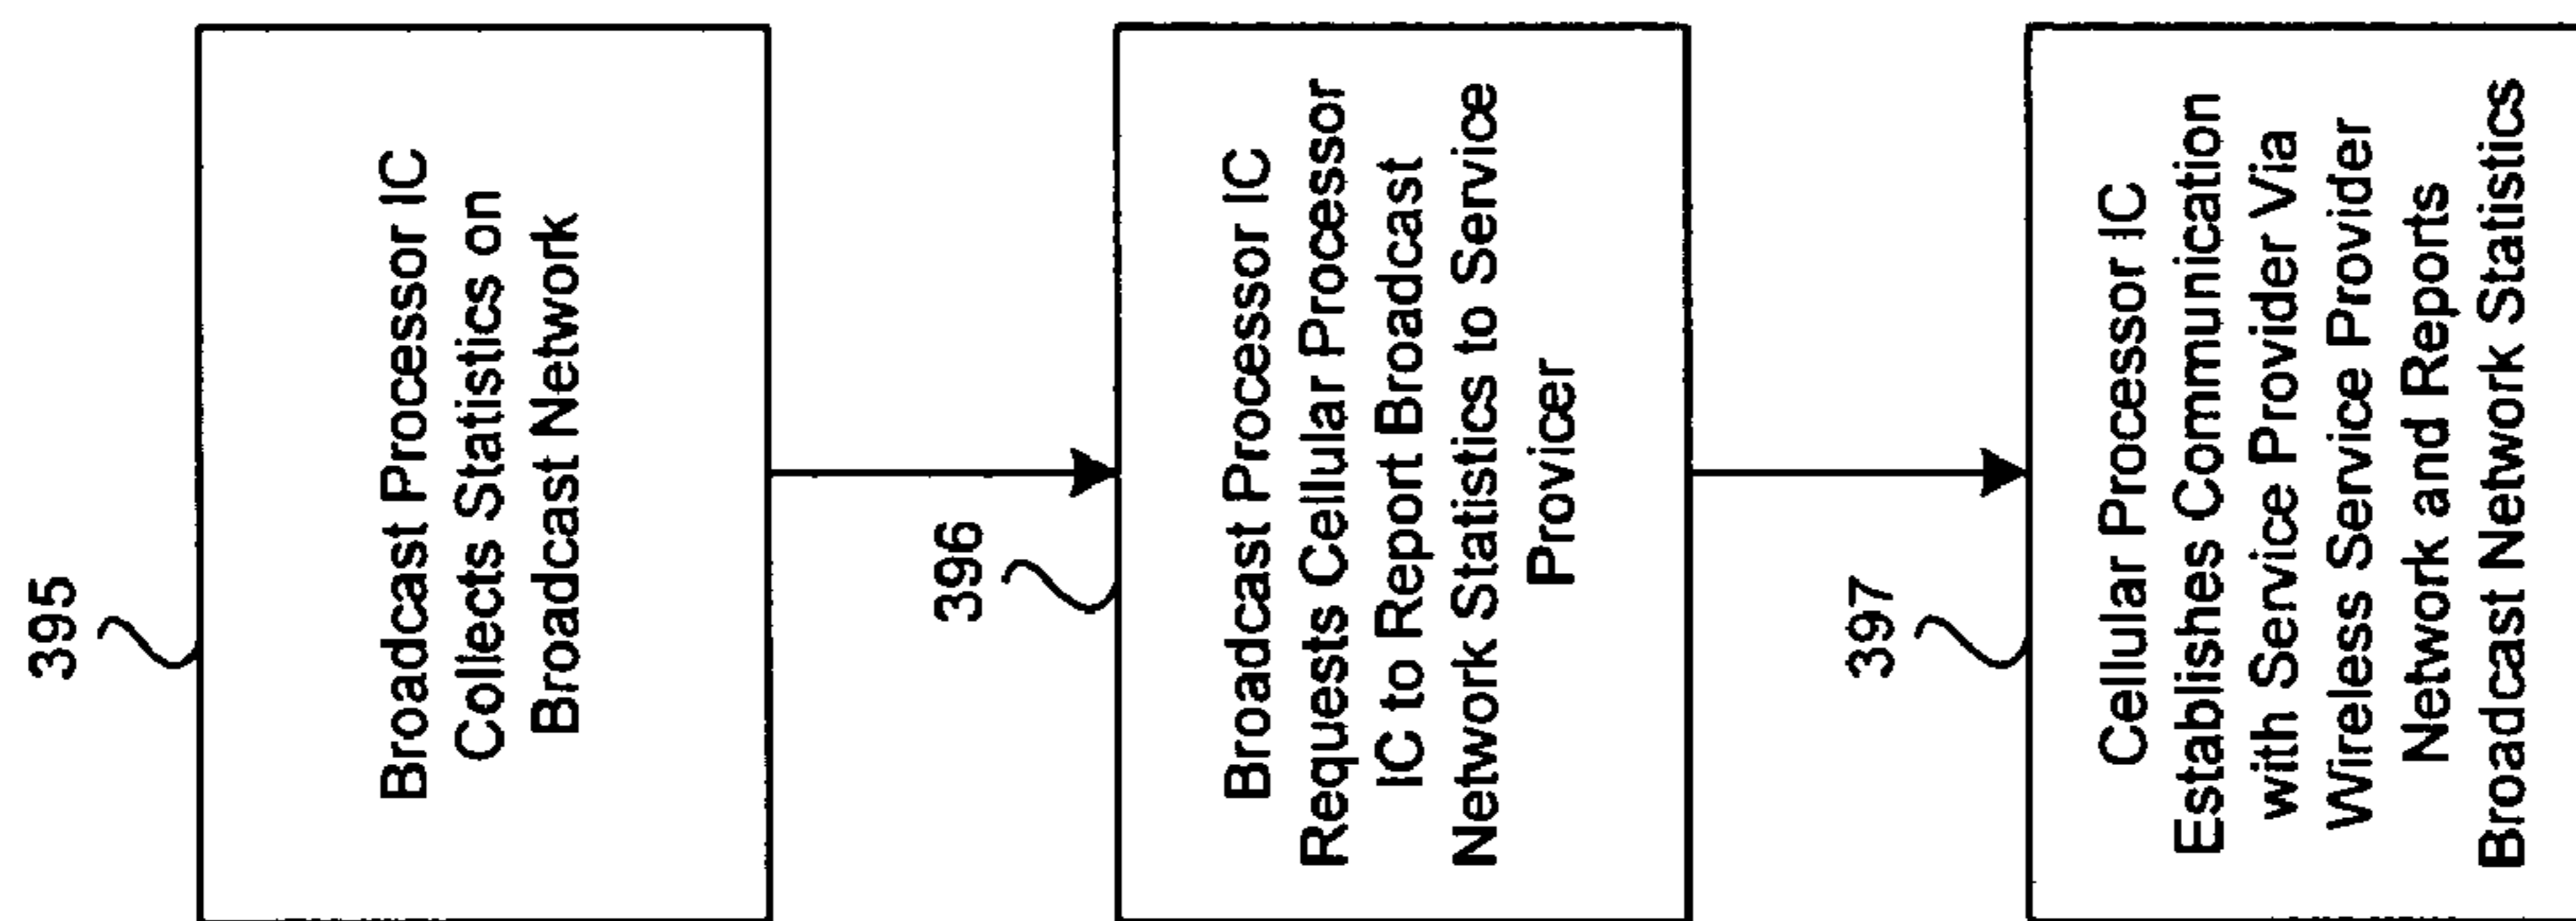 395
Broadcast Processor IC
Collects Statistics on
Broadcast Network
396
Broadcast Processor IC
Requests Cellular Processor
IC to Report Broadcast
Network Statistics to Service
Provicer
397
Cellular Processor IC
Establishes Communication
with Service Provider Via
Wireless Service Provider
Network and Reports
Broadcast Network Statistics